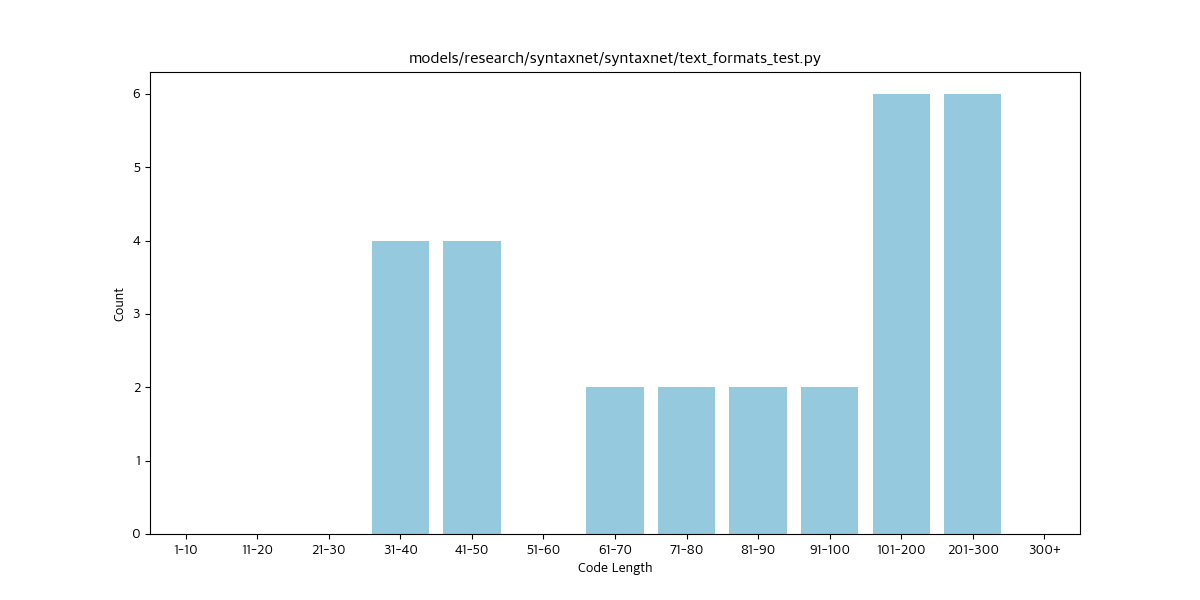 models/research/syntaxnet/syntaxnet/text_formats_test.py
6
5
4
3
2
1
0
Count
1-10 11-20 21-30 31-40 41-50 51-60 61-70 71-80 81-90 91-100 101-200 201-300 300+
Code Length